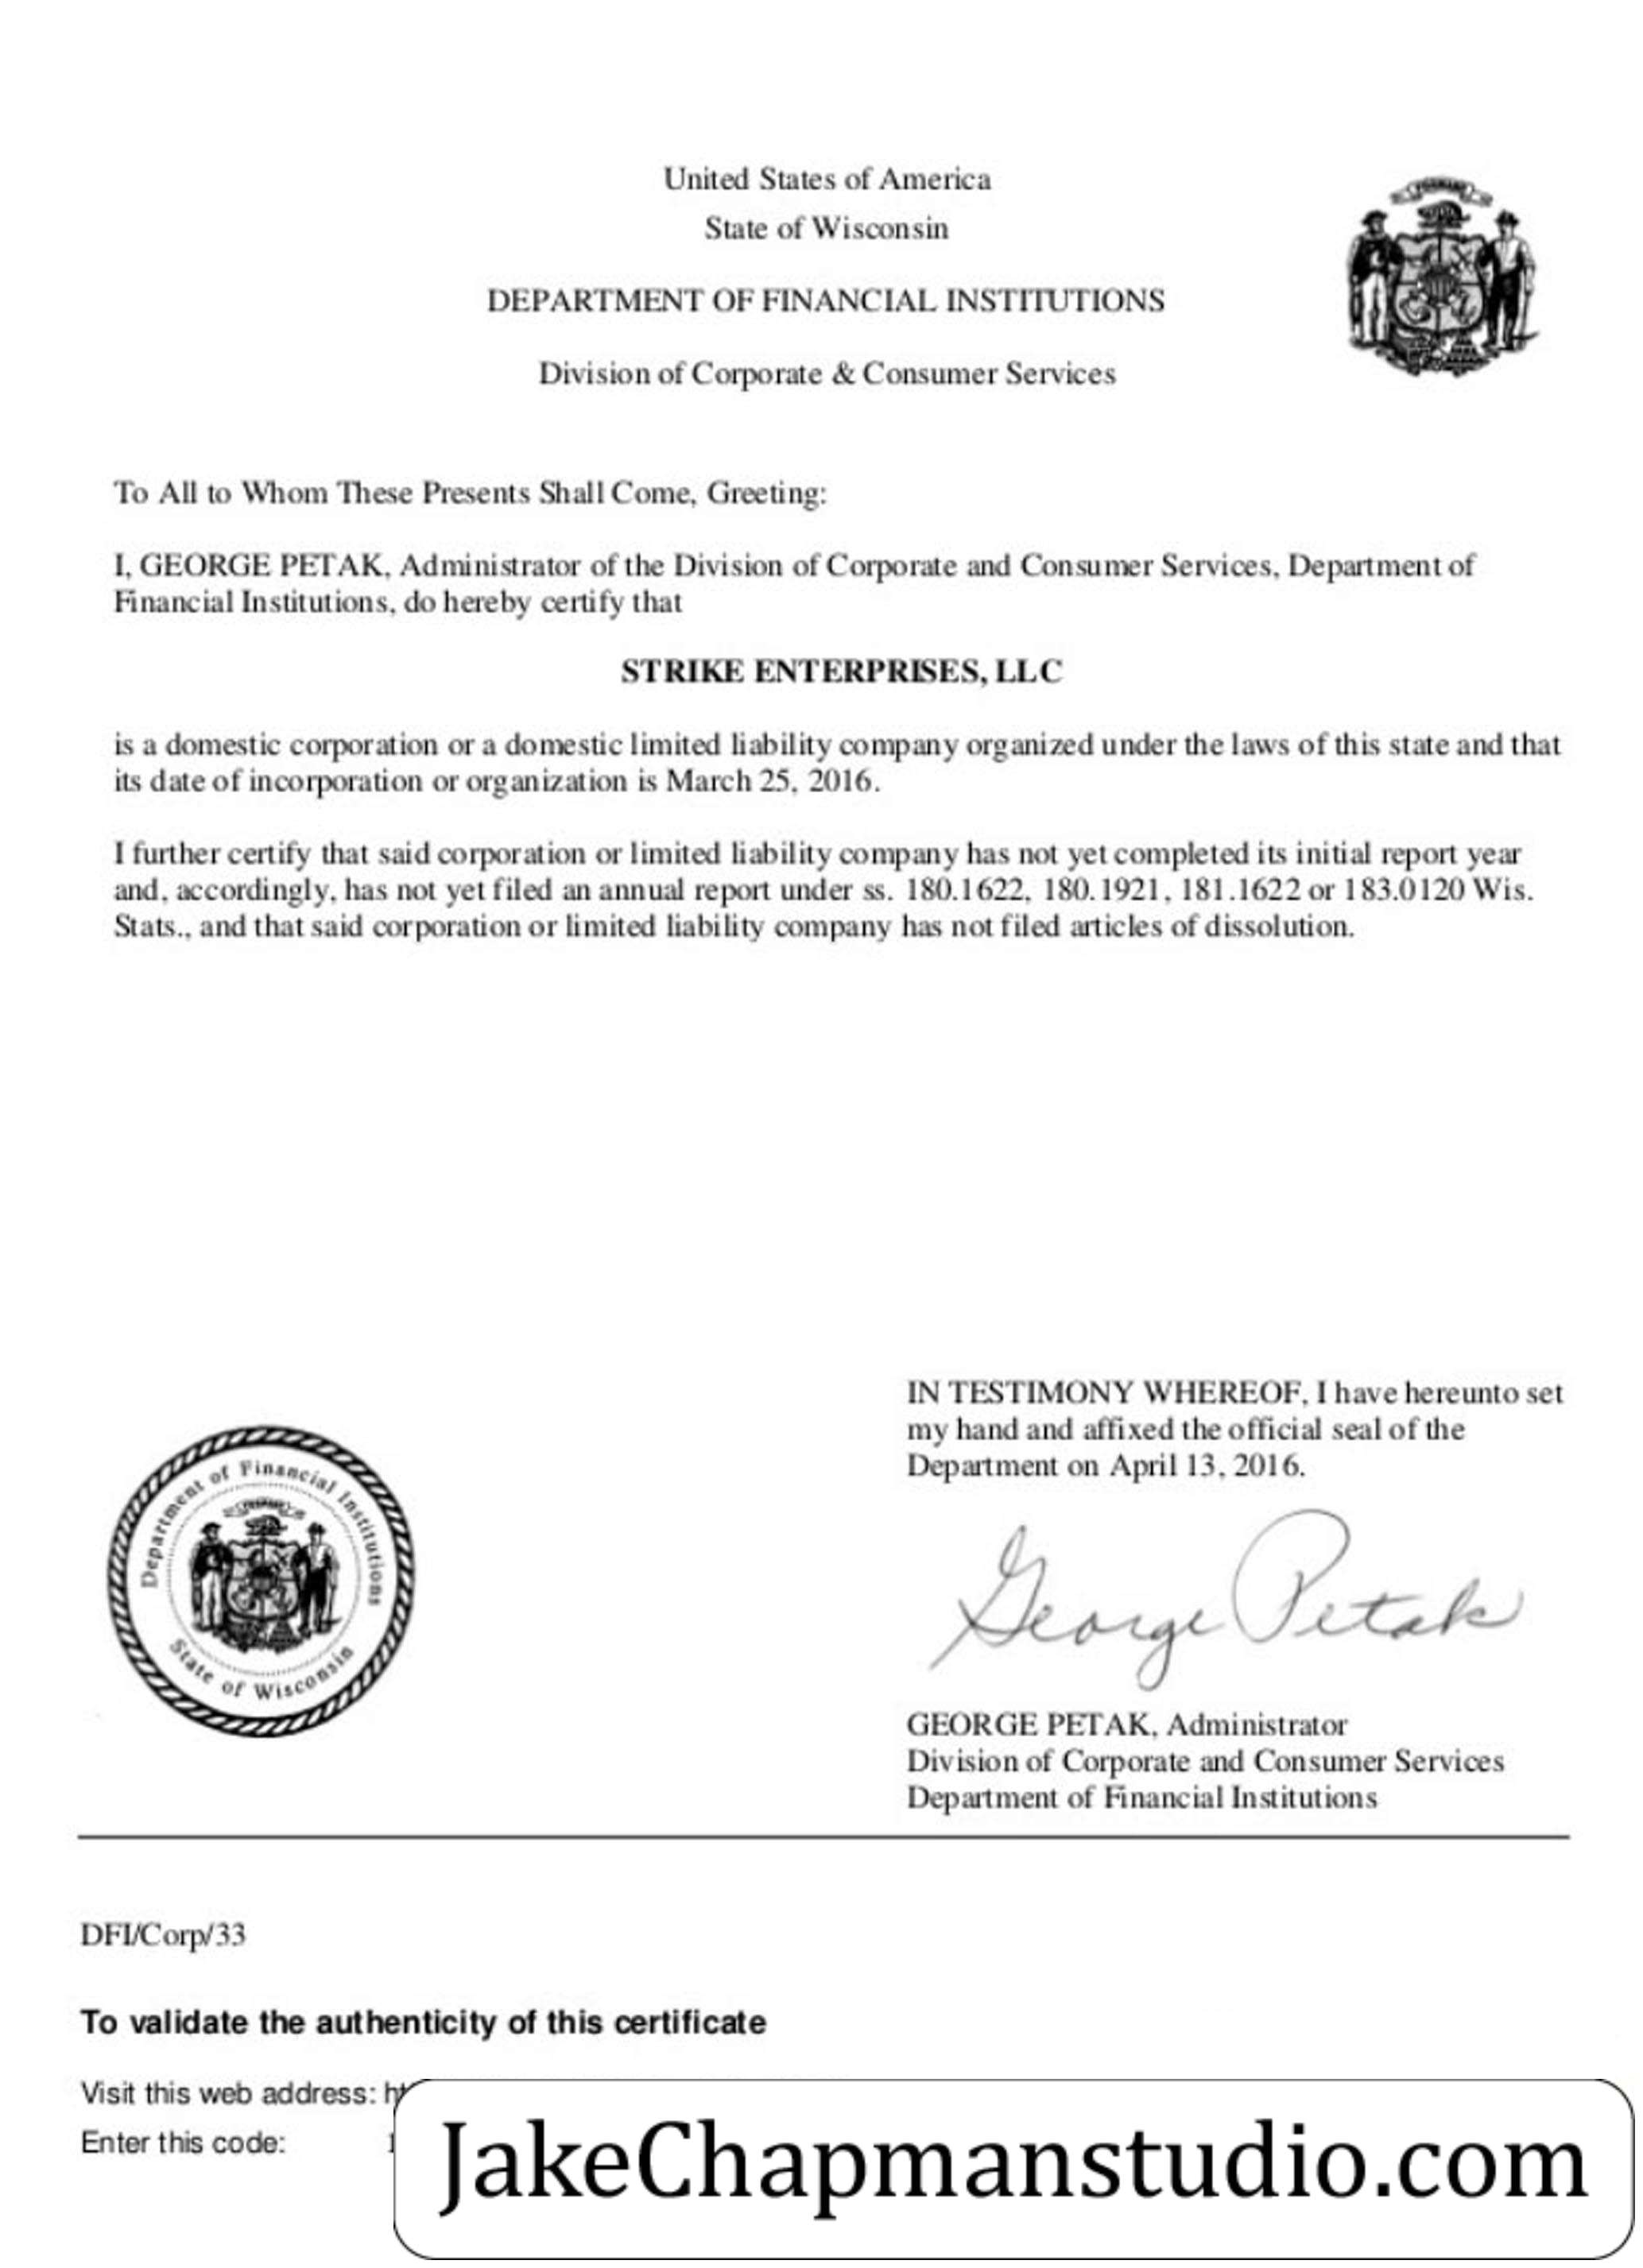 United States of America
State of Wisconsin
DEPARTMENT OF FINANCIAL INSTITUTIONS
Division of Corporate & Consumer Services
To All to Whom These Presents Shall Come, Greeting:
I, GEORGE PETAK, Administrator of the Division of Corporate and Consumer Services, Department of
Financial Institutions, do hereby certify that
STRIKE ENTERPRISES, LLC
is a domestic corporation or a domestic limited liability company organized under the laws of this state and that
its date of incorporation or organization is March 25, 2016.
I further certify that said corporation or limited liability company has not yet completed its initial report year
and, accordingly, has not yet filed an annual report under ss. 180.1622, 180.1921, 181.1622 or 183.0120 Wis.
Stats., and that said corporation or limited liability company has not filed articles of dissolution.
IN TESTIMONY WHEREOF, I have hereunto set
my hand and affixed the official seal of the
Department on April 13, 2016.
Department of Financial Institutions
State of Wisconsin
George Petak
GEORGE PETAK, Administrator
Division of Corporate and Consumer Services
Department of Financial Institutions
DFI/Corp/33
To validate the authenticity of this certificate
Visit this web address:
Enter this code:
JakeChapmanstudio.com